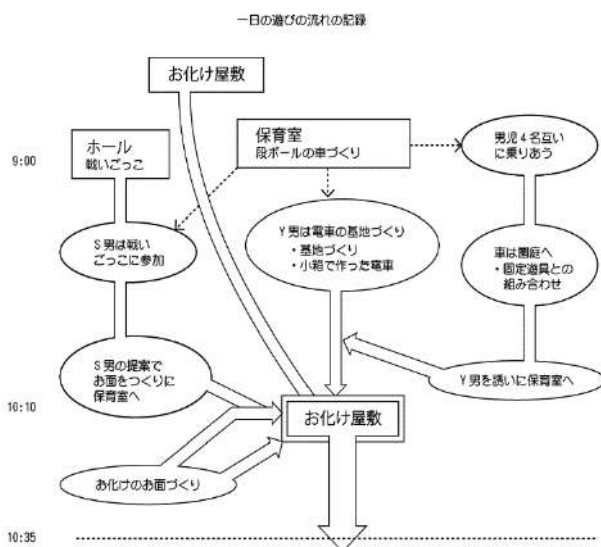 一日の遊びの流れの記録
お化け屋敷
ホール
戦いごっこ
保育室
段ボールの車づくり
男児4名互い
に乗りあう
9:00
S男は戦い
ごっこに参加
Y男は電車の基地づくり
・基地づくり
・小箱で作った電車
車は園庭へ
・固定遊具との
組み合わせ
S男の提案で
お面をつくりに
保育室へ
Y男を誘いに保育室へ
10:10
お化け屋敷
お化けのお面づくり
10:35